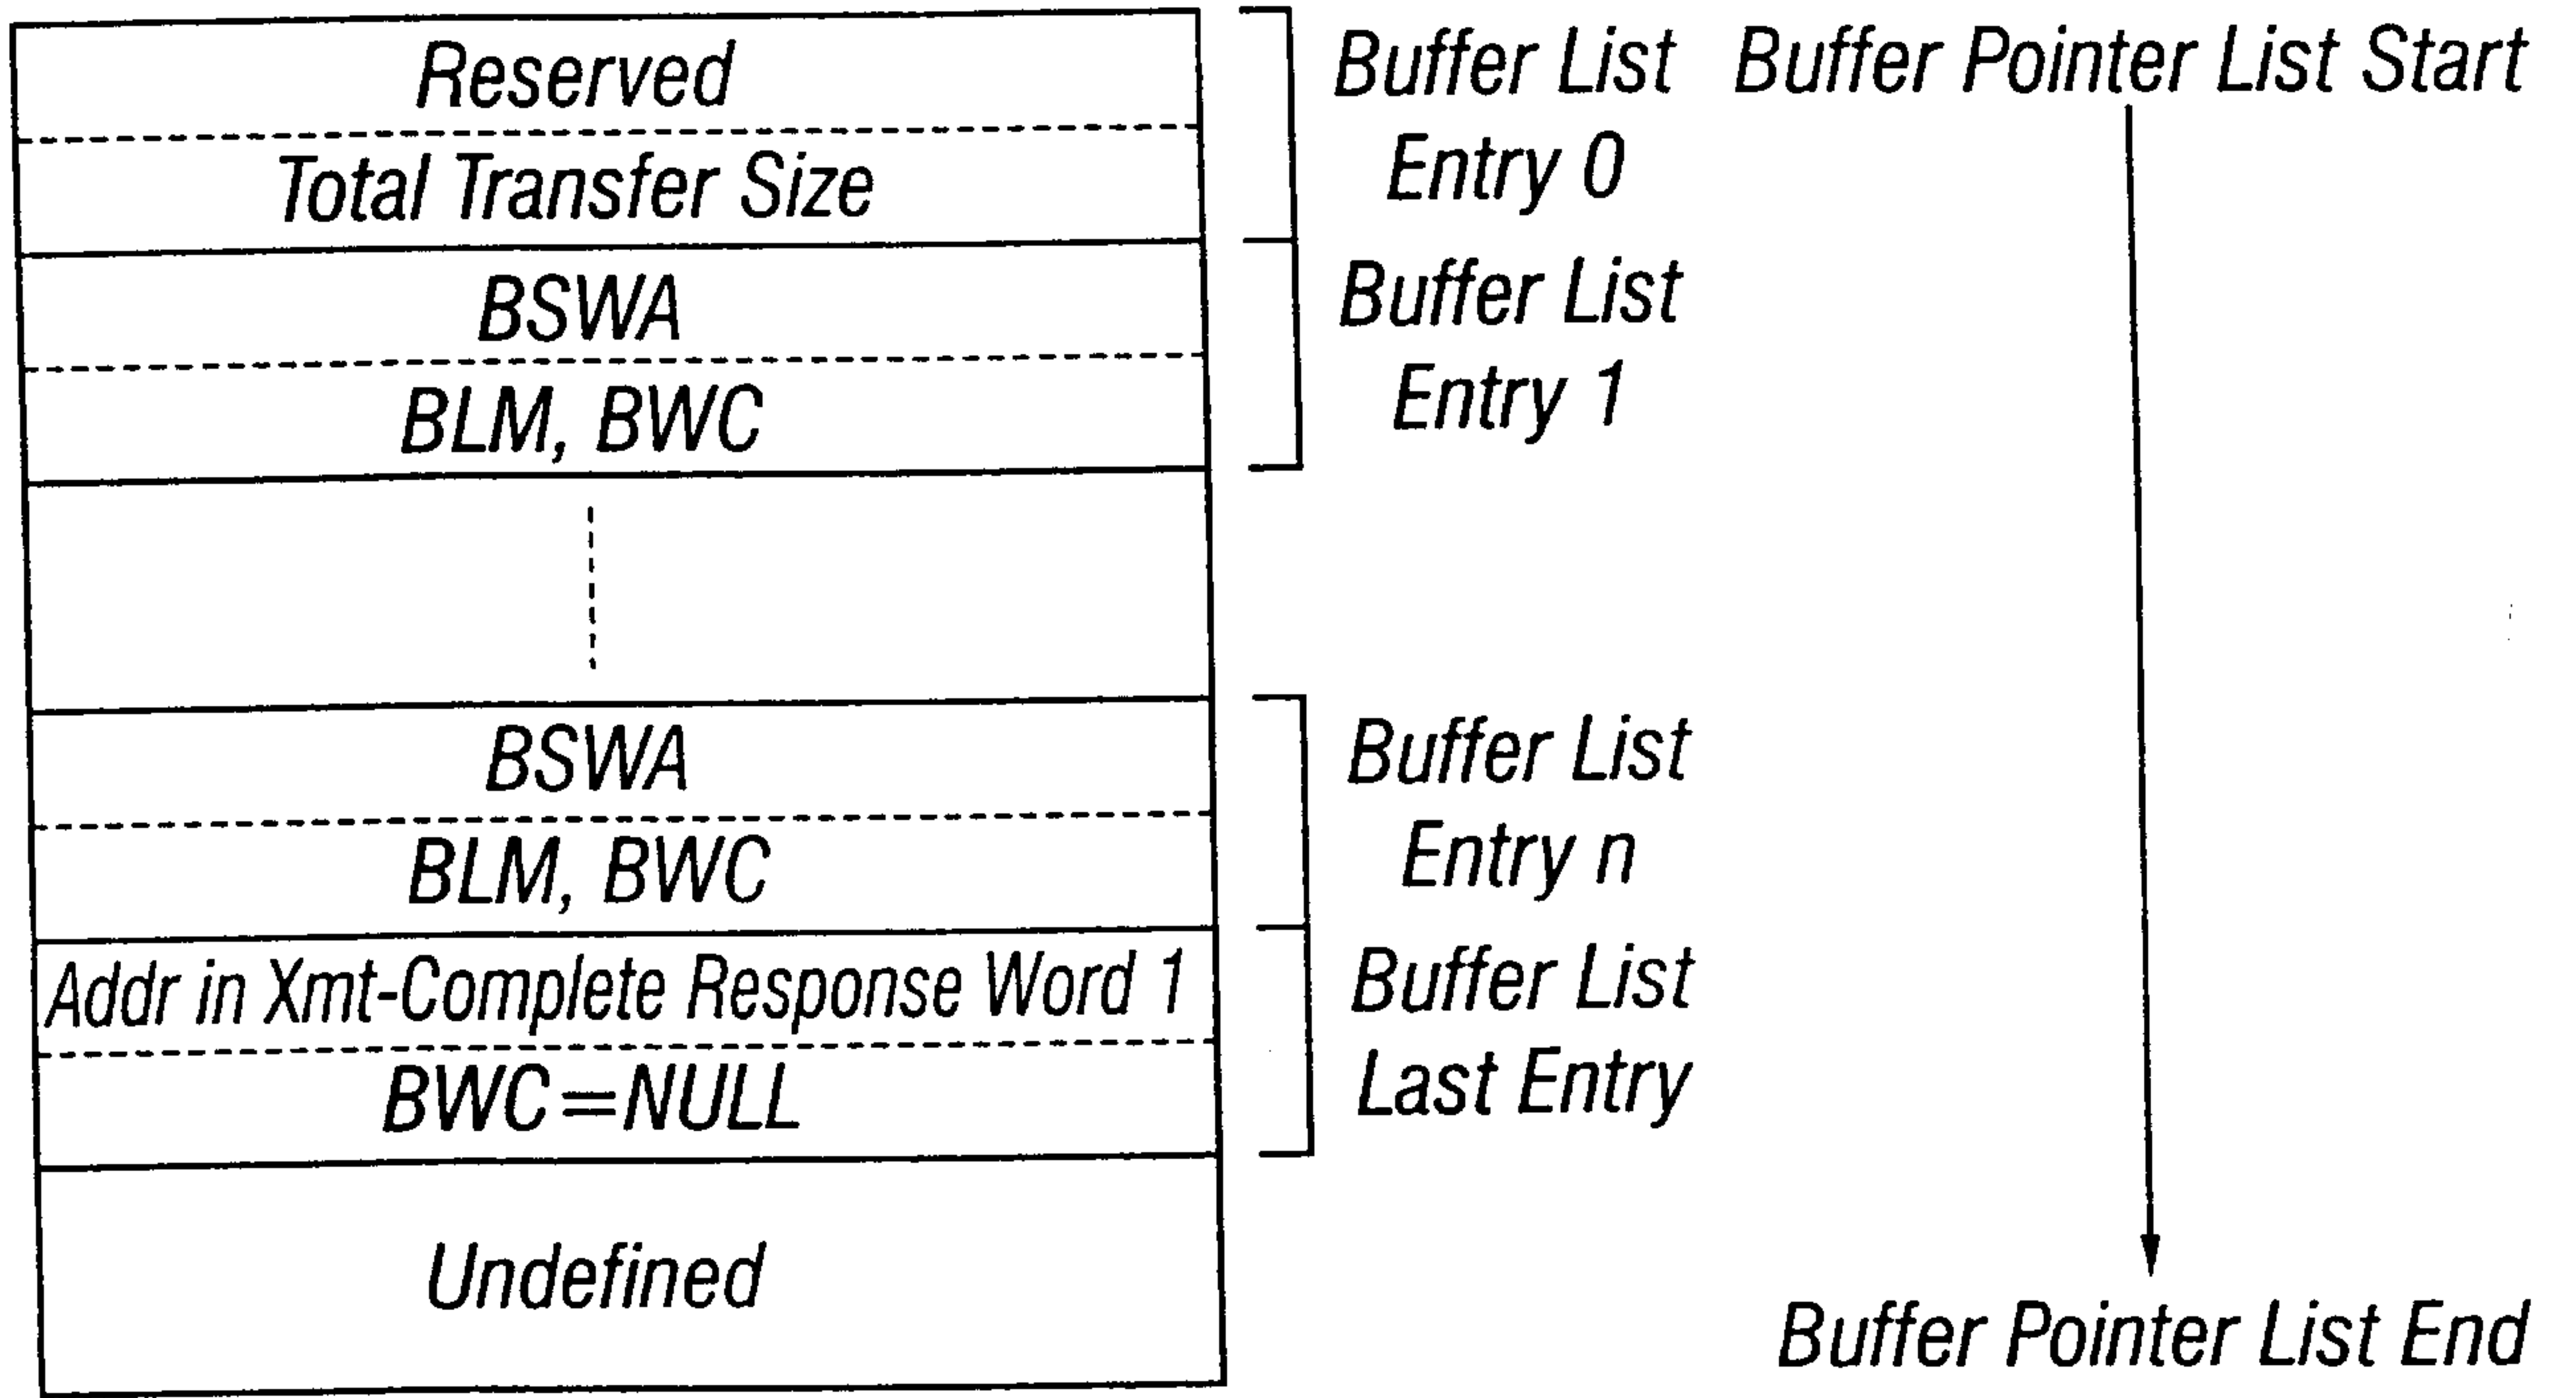 Reserved
Total Transfer Size
BSWA
BLM, BWC
BSWA
BLM, BWC
Addr in Xmt-Complete Response Word 1
BWC=NULL
Undefined
Buffer List
Entry 0
Buffer List
Entry 1
Buffer List
Entry n
Buffer List
Last Entry
Buffer Pointer List Start
Buffer Pointer List End